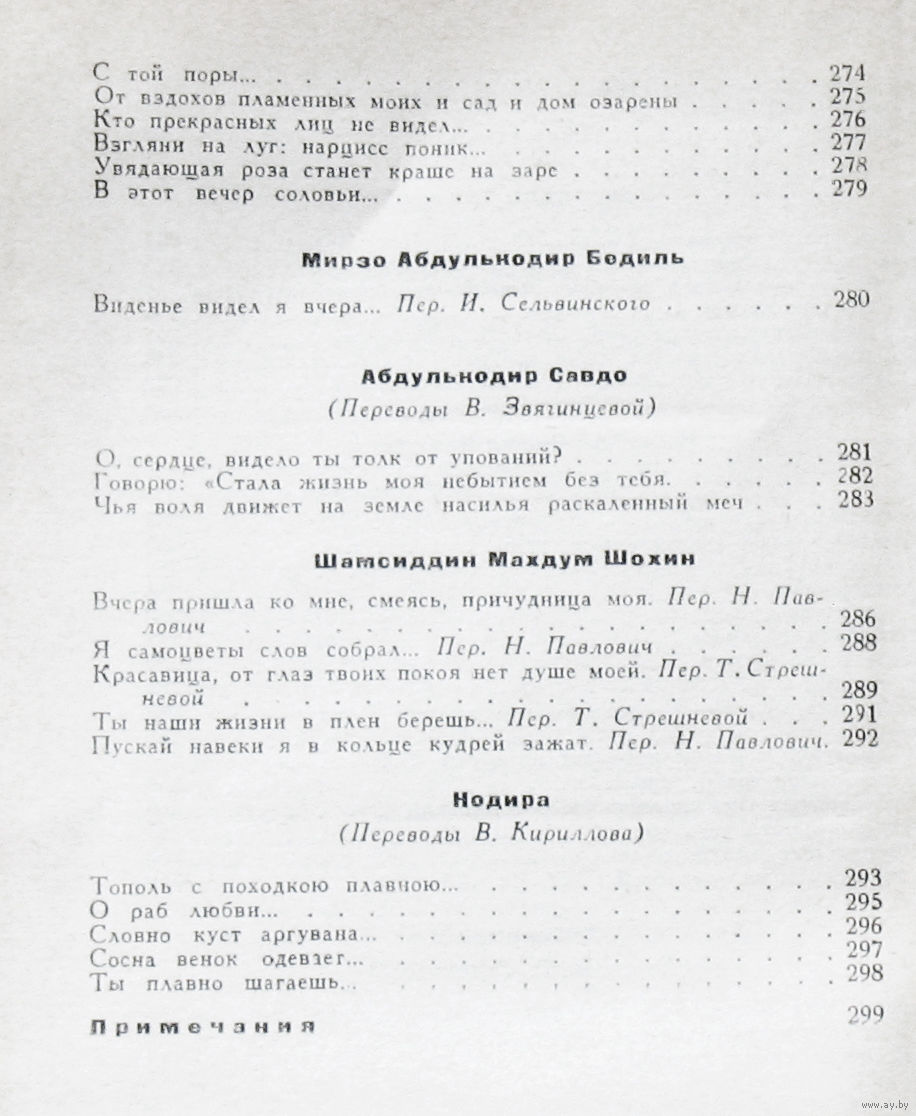 С той поры... . . . . . . . . . . . . . . . . . . 274
От вздохов пламенных моих и сад и дом озарены . . . . . 275
Кто прекрасных лиц не видел... . . . . . . . . . . . . 276
Взгляни на луг: нарцисс поник... . . . . . . . . . . . 277
Увядающая роза станет краше на заре . . . . . . . . . 278
В этот вечер соловьи... . . . . . . . . . . . . . . . 279
Мирзо Абдулькодир Бедиль
Виденье видел я вчера... Пер. И. Сельвинского . . . . . . 280
Абдулькодир Савдо
(Переводы В. Звягинцевой)
О, сердце, видело ты толк от упований? . . . . . . . . . 281
Говорю: «Стала жизнь моя небытием без тебя. . . . . . 282
Чья воля движет на земле насилья раскаленный меч . . . 283
Шамсиддин Махдум Шохин
Вчера пришла ко мне, смеясь, причудница моя. Пер. Н. Пав-
лович . . . . . . . . . . . . . . . . . . . 286
Я самоцветы слов собрал... Пер. Н. Павлович . . . . . . 288
Красавица, от глаз твоих покоя нет душе моей. Пер. Т. Стреш-
невой . . . . . . . . . . . . . . . . . . . 289
Ты наши жизни в плен берешь... Пер. Т. Стрешневой . . . 291
Пускай навеки я в кольце кудрей зажат. Пер. Н. Павлович. 292
Нодира
(Переводы В. Кириллова)
Тополь с походкою плавною... . . . . . . . . . . . . 293
О раб любви... . . . . . . . . . . . . . . . . . . 295
Словно куст аргувана... . . . . . . . . . . . . . . . 296
Сосна венок одевает... . . . . . . . . . . . . . . . 297
Ты плавно шагаешь... . . . . . . . . . . . . . . . 298
Примечания 299
www.ay.by